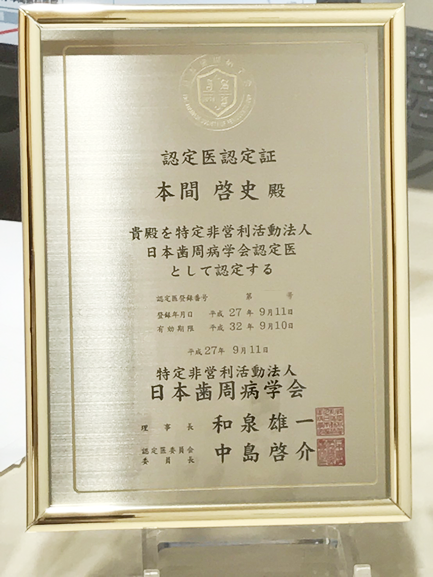 認定医認定証
本間 啓史 殿
貴殿を特定非営利活動法人
日本歯周病学会認定医
として認定する
認定医登録番号 第 号
登録年月日 平成 27 年 9月11日
有効期限 平成 32 年 9月10日
平成27年 9月11日
特定非営利活動法人
日本歯周病学会
理事長 和泉雄一
認定医委員会
委員長 中島啓介